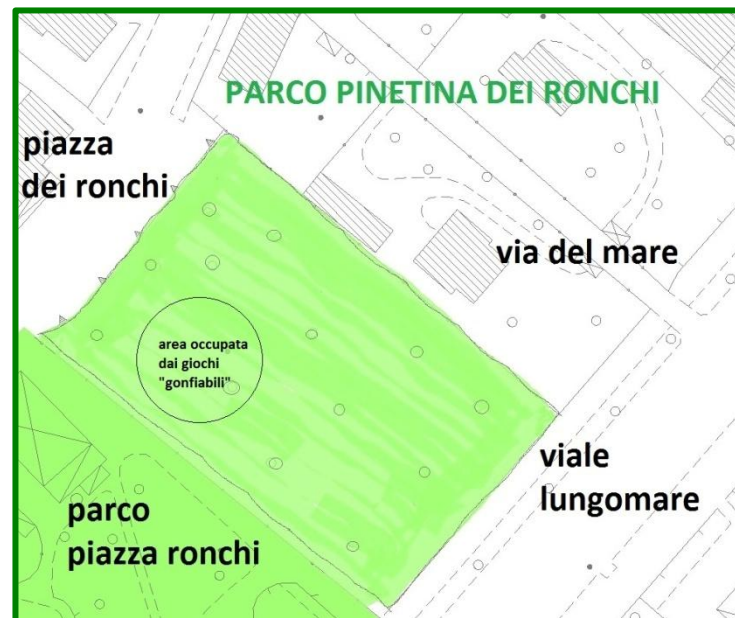 PARCO PINETINA DEI RONCHI
piazza
dei ronchi
via del mare
area occupata
dai giochi
"gonfiabili"
viale
lungomare
parco
piazza ronchi